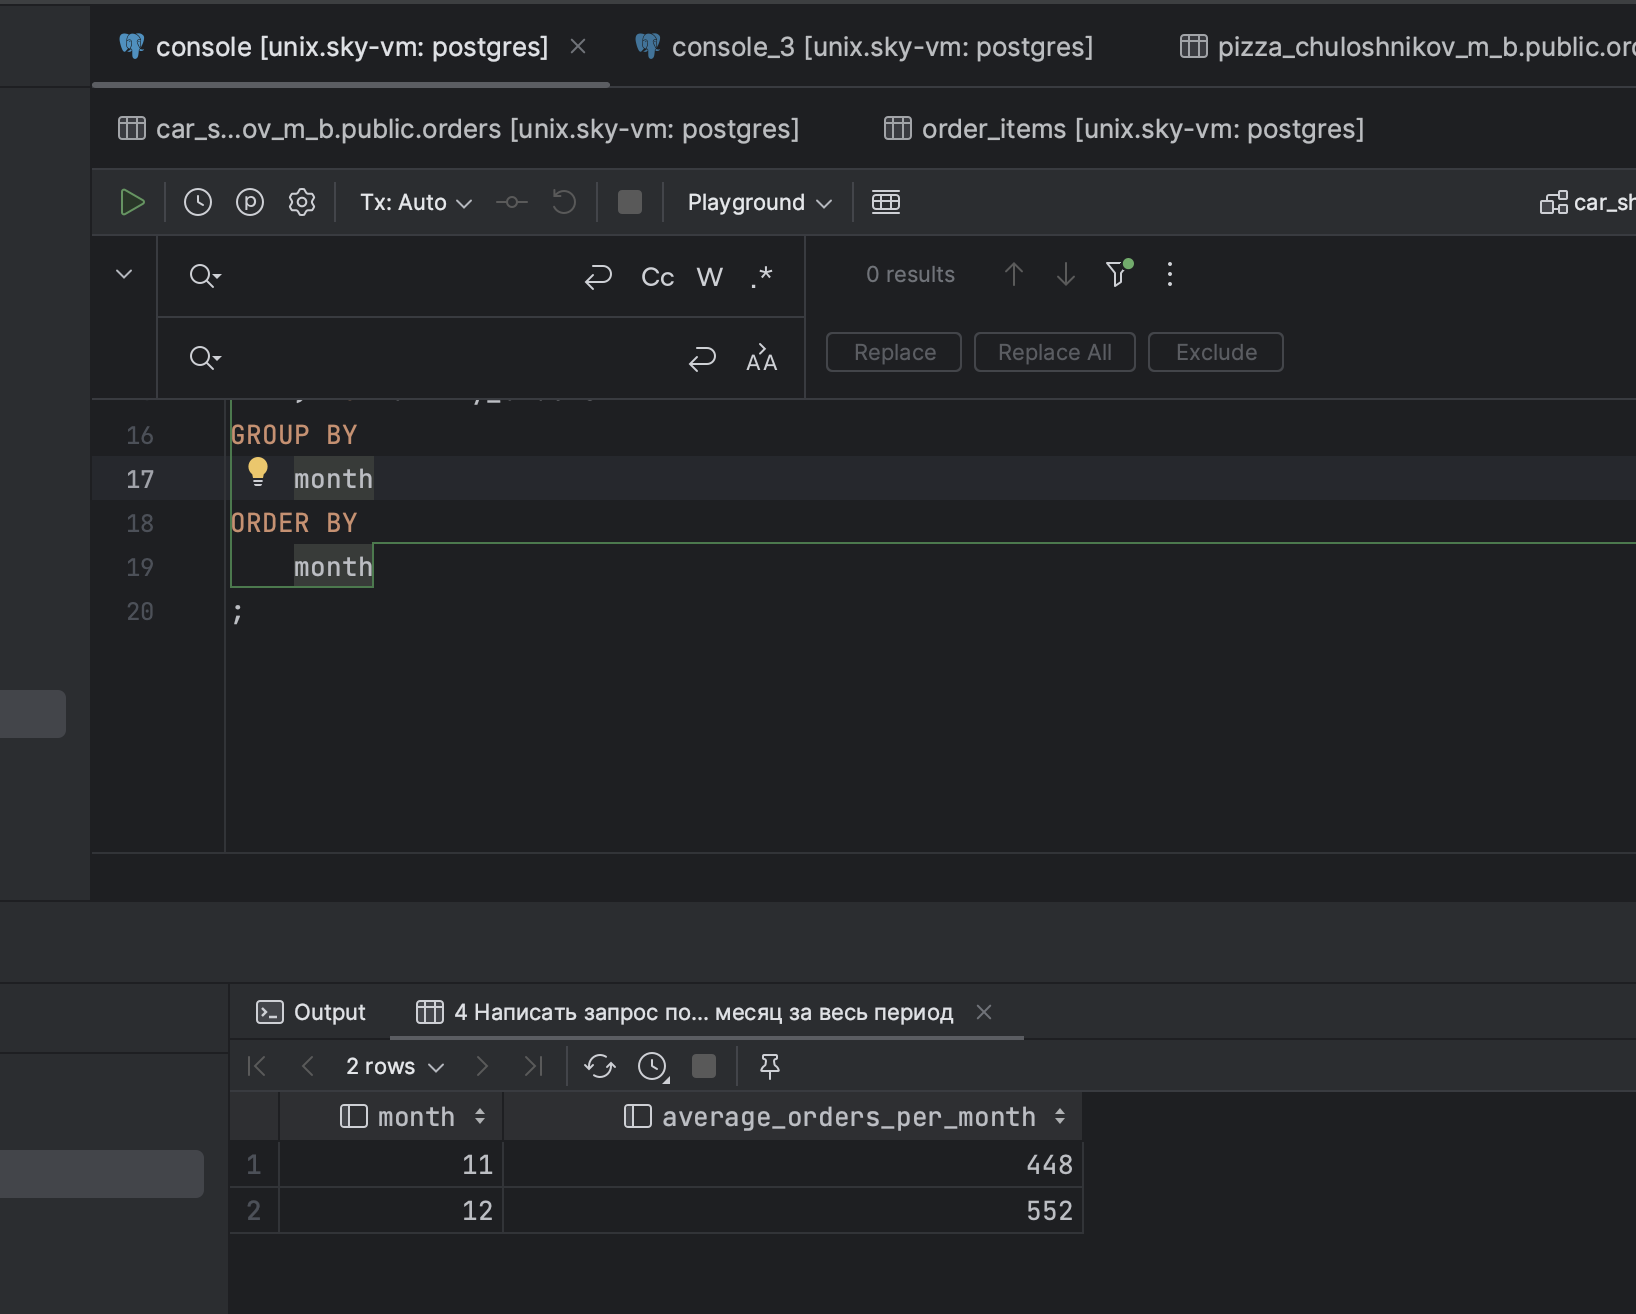 console [unix.sky-vm: postgres]
console_3 [unix.sky-vm: postgres]
pizza_chuloshnikov_m_b.public.or
car_s...ov_m_b.public.orders [unix.sky-vm: postgres]
order_items [unix.sky-vm: postgres]
Tx: Auto
Playground
car_sh
Cc W .*
0 results
Replace
Replace All
Exclude
16 GROUP BY
17 month
18 ORDER BY
19 month
20 ;
Output
4 Написать запрос по... месяц за весь период
2 rows
month average_orders_per_month
1 11 448
2 12 552